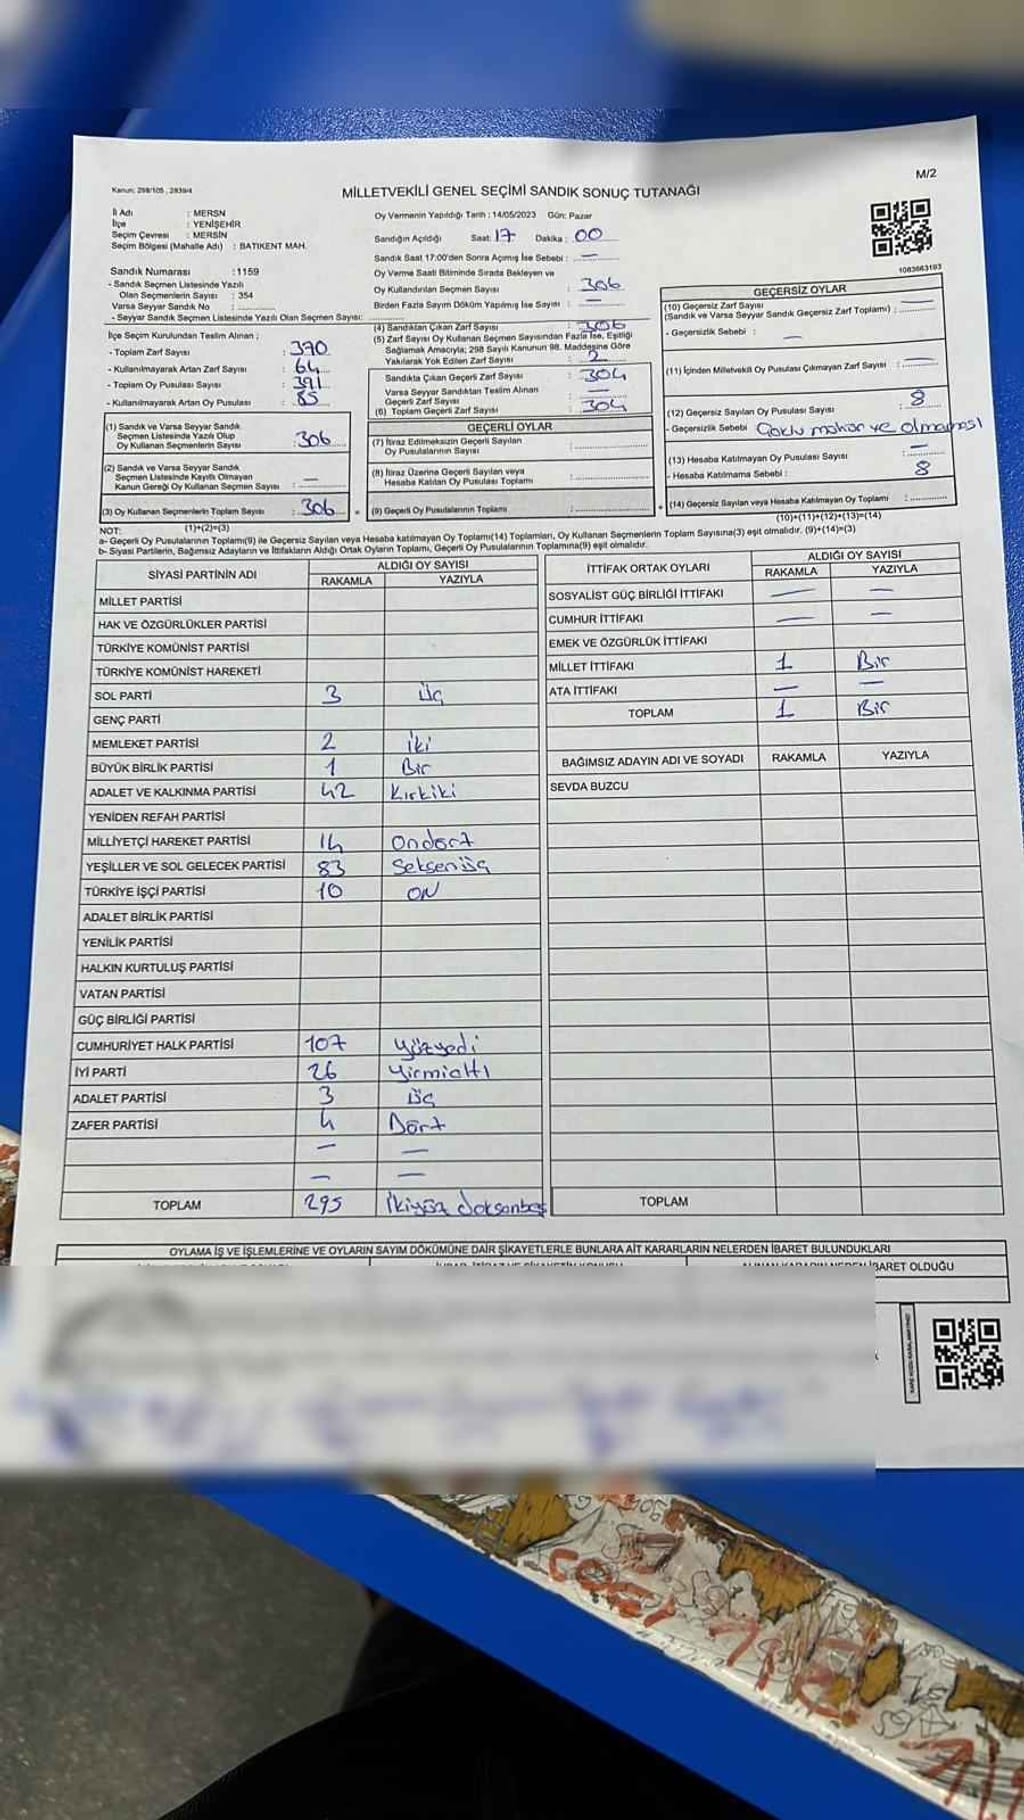 M/2
Kanun: 298/105 , 2839/4
MİLLETVEKİLİ GENEL SEÇİMİ SANDIK SONUÇ TUTANAĞI
İl Adı : MERSN
İlçe : YENİŞEHİR
Seçim Çevresi : MERSİN
Seçim Bölgesi (Mahalle Adı) : BATIKENT MAH.
Sandık Numarası : 1159
- Sandık Seçmen Listesinde Yazılı
Olan Seçmenlerin Sayısı : 354
Varsa Seyyar Sandık No :
- Seyyar Sandık Seçmen Listesinde Yazılı Olan Seçmen Sayısı:
İlçe Seçim Kurulundan Teslim Alınan ;
- Toplam Zarf Sayısı : 370
- Kullanılmayarak Artan Zarf Sayısı : 64
- Toplam Oy Pusulası Sayısı : 391
- Kullanılmayarak Artan Oy Pusulası : 85
(1) Sandık ve Varsa Seyyar Sandık
Seçmen Listesinde Yazılı Olup
Oy Kullanan Seçmenlerin Sayısı : 306
(2) Sandık ve Varsa Seyyar Sandık
Seçmen Listesinde Kayıtlı Olmayan
Kanun Gereği Oy Kullanan Seçmen Sayısı : —
(3) Oy Kullanan Seçmenlerin Toplam Sayısı : 306
(1)+(2)=(3)
Oy Vermenin Yapıldığı Tarih : 14/05/2023 Gün: Pazar
Sandığın Açıldığı Saat: 17 Dakika : 00
Sandık Saat 17:00'den Sonra Açımış İse Sebebi : —
Oy Verme Saati Bitiminde Sırada Bekleyen ve
Oy Kullandırılan Seçmen Sayısı : 306
Birden Fazla Sayım Döküm Yapılmış İse Sayısı : —
(4) Sandıktan Çıkan Zarf Sayısı : 306
(5) Zarf Sayısı Oy Kullanan Seçmen Sayısından Fazla İse, Eşitliği
Sağlamak Amacıyla; 298 Sayılı Kanunun 98. Maddesine Göre
Yakılarak Yok Edilen Zarf Sayısı : 2
Sandıkta Çıkan Geçerli Zarf Sayısı : 304
Varsa Seyyar Sandıktan Teslim Alınan
Geçerli Zarf Sayısı : —
(6) Toplam Geçerli Zarf Sayısı : 304
GEÇERLİ OYLAR
(7) İtiraz Edilmeksizin Geçerli Sayılan
Oy Pusulalarının Sayısı :
(8) İtiraz Üzerine Geçerli Sayılan veya
Hesaba Katılan Oy Pusulası Toplamı :
(9) Geçerli Oy Pusulalarının Toplamı :
1083663193
GEÇERSİZ OYLAR
(10) Geçersiz Zarf Sayısı
(Sandık ve Varsa Seyyar Sandık Geçersiz Zarf Toplamı) : —
- Geçersizlik Sebebi : —
(11) İçinden Milletvekili Oy Pusulası Çıkmayan Zarf Sayısı : —
(12) Geçersiz Sayılan Oy Pusulası Sayısı : 8
- Geçersizlik Sebebi Çoklu mühür ve olmaması
(13) Hesaba Katılmayan Oy Pusulası Sayısı : —
- Hesaba Katılmama Sebebi : 8
(14) Geçersiz Sayılan veya Hesaba Katılmayan Oy Toplamı :
(10)+(11)+(12)+(13)=(14)
NOT:
a- Geçerli Oy Pusulalarının Toplamı(9) ile Geçersiz Sayılan veya Hesaba katılmayan Oy Toplamı(14) Toplamları, Oy Kullanan Seçmenlerin Toplam Sayısına(3) eşit olmalıdır. (9)+(14)=(3)
b- Siyasi Partilerin, Bağımsız Adayların ve İttifakların Aldığı Ortak Oyların Toplamı, Geçerli Oy Pusulalarının Toplamına(9) eşit olmalıdır.
SİYASİ PARTİNİN ADI ALDIĞI OY SAYISI
RAKAMLA YAZIYLA
MİLLET PARTİSİ
HAK VE ÖZGÜRLÜKLER PARTİSİ
TÜRKİYE KOMÜNİST PARTİSİ
TÜRKİYE KOMÜNİST HAREKETİ
SOL PARTİ 3 Üç
GENÇ PARTİ
MEMLEKET PARTİSİ 2 İki
BÜYÜK BİRLİK PARTİSİ 1 Bir
ADALET VE KALKINMA PARTİSİ 42 Kırkiki
YENİDEN REFAH PARTİSİ
MİLLİYETÇİ HAREKET PARTİSİ 14 Ondört
YEŞİLLER VE SOL GELECEK PARTİSİ 83 Seksenüç
TÜRKİYE İŞÇİ PARTİSİ 10 ON
ADALET BİRLİK PARTİSİ
YENİLİK PARTİSİ
HALKIN KURTULUŞ PARTİSİ
VATAN PARTİSİ
GÜÇ BİRLİĞİ PARTİSİ
CUMHURİYET HALK PARTİSİ 107 Yüzyedi
İYİ PARTİ 26 Yirmialtı
ADALET PARTİSİ 3 Üç
ZAFER PARTİSİ 4 Dört
— —
— —
TOPLAM 295 İkiyüz doksanbeş
İTTİFAK ORTAK OYLARI ALDIĞI OY SAYISI
RAKAMLA YAZIYLA
SOSYALİST GÜÇ BİRLİĞİ İTTİFAKI — —
CUMHUR İTTİFAKI — —
EMEK VE ÖZGÜRLÜK İTTİFAKI
MİLLET İTTİFAKI 1 Bir
ATA İTTİFAKI — —
TOPLAM 1 Bir
BAĞIMSIZ ADAYIN ADI VE SOYADI RAKAMLA YAZIYLA
SEVDA BUZCU
TOPLAM
OYLAMA İŞ VE İŞLEMLERİNE VE OYLARIN SAYIM DÖKÜMÜNE DAİR ŞİKAYETLERLE BUNLARA AİT KARARLARIN NELERDEN İBARET BULUNDUKLARI
İBARET OLDUĞU